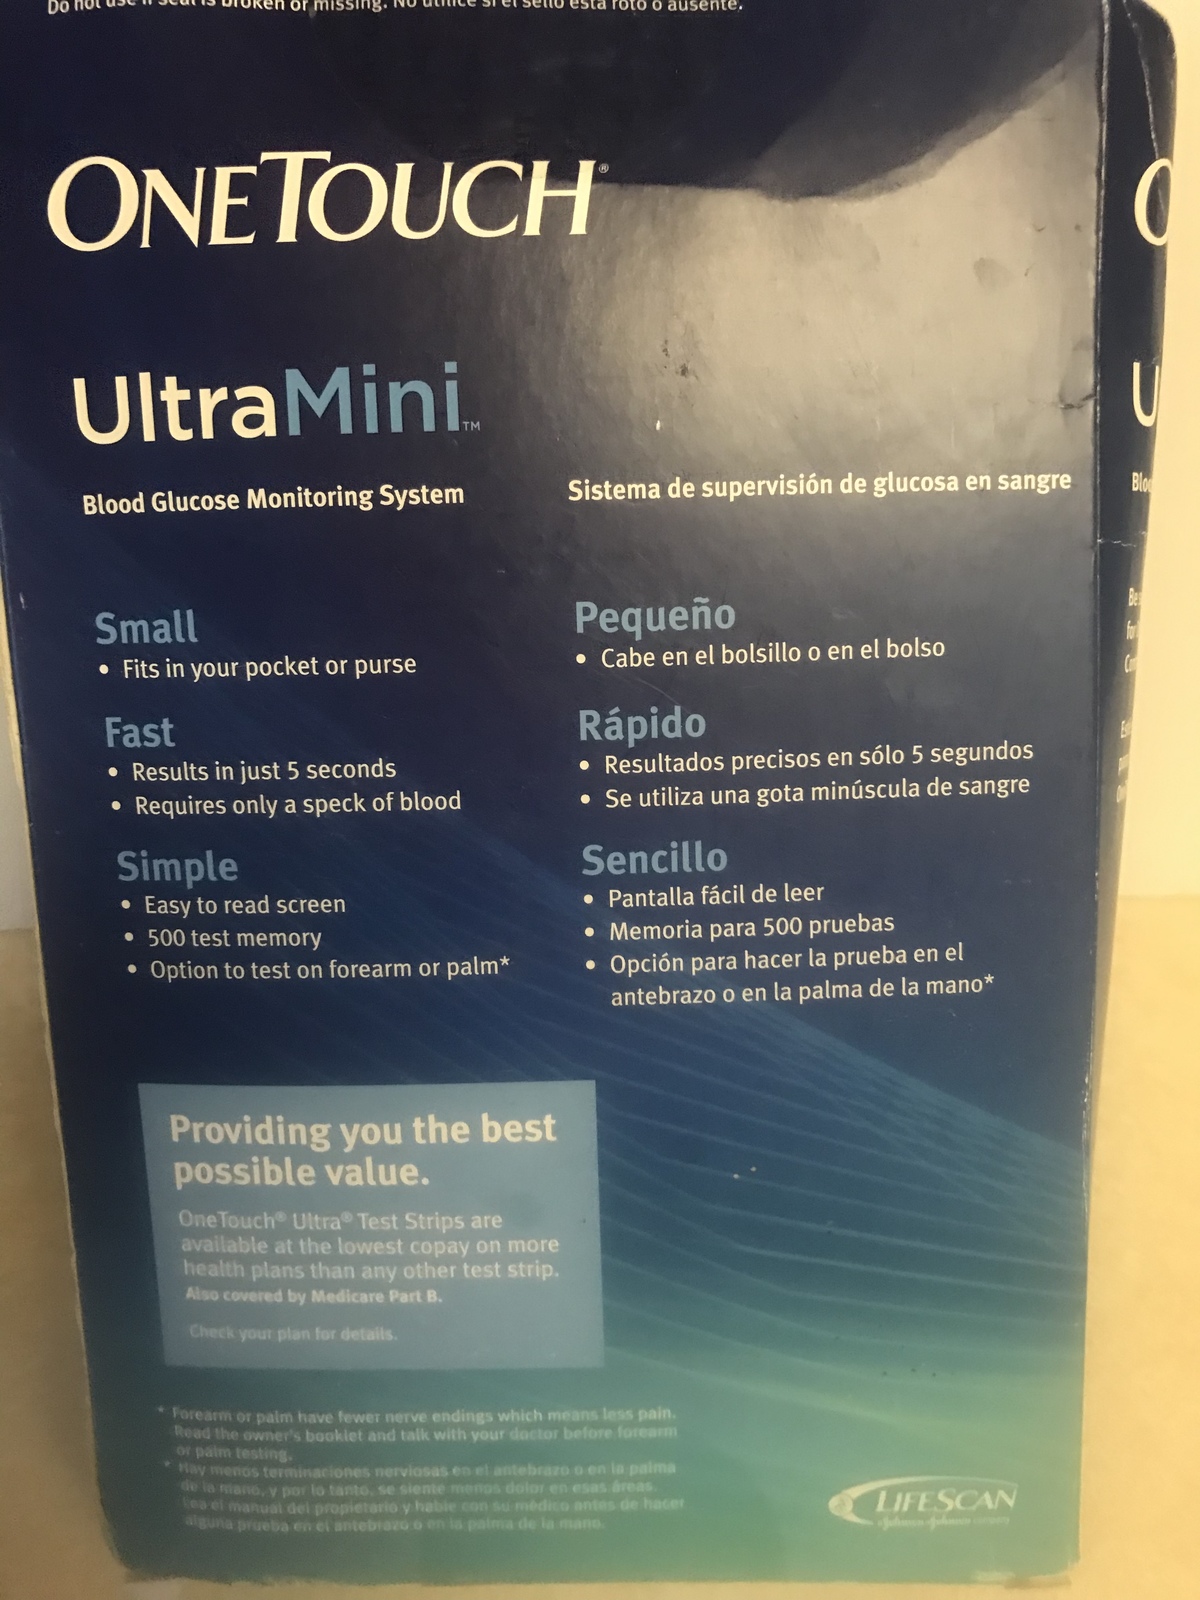 Do not use if seal is broken or missing. No utilice si el sello está roto o ausente.
ONETOUCH®
UltraMini™
Blood Glucose Monitoring System
Sistema de supervisión de glucosa en sangre
Small
• Fits in your pocket or purse
Fast
• Results in just 5 seconds
• Requires only a speck of blood
Simple
• Easy to read screen
• 500 test memory
• Option to test on forearm or palm*
Pequeño
• Cabe en el bolsillo o en el bolso
Rápido
• Resultados precisos en sólo 5 segundos
• Se utiliza una gota minúscula de sangre
Sencillo
• Pantalla fácil de leer
• Memoria para 500 pruebas
• Opción para hacer la prueba en el
antebrazo o en la palma de la mano*
Providing you the best
possible value.
OneTouch® Ultra® Test Strips are
available at the lowest copay on more
health plans than any other test strip.
Also covered by Medicare Part B.
Check your plan for details.
* Forearm or palm have fewer nerve endings which means less pain.
Read the owner's booklet and talk with your doctor before forearm
or palm testing.
* Hay menos terminaciones nerviosas en el antebrazo o en la palma
de la mano, y por lo tanto, se siente menos dolor en esas áreas.
Lea el manual del propietario y hable con su médico antes de hacer
alguna prueba en el antebrazo o en la palma de la mano.
LIFESCAN
a Johnson & Johnson company